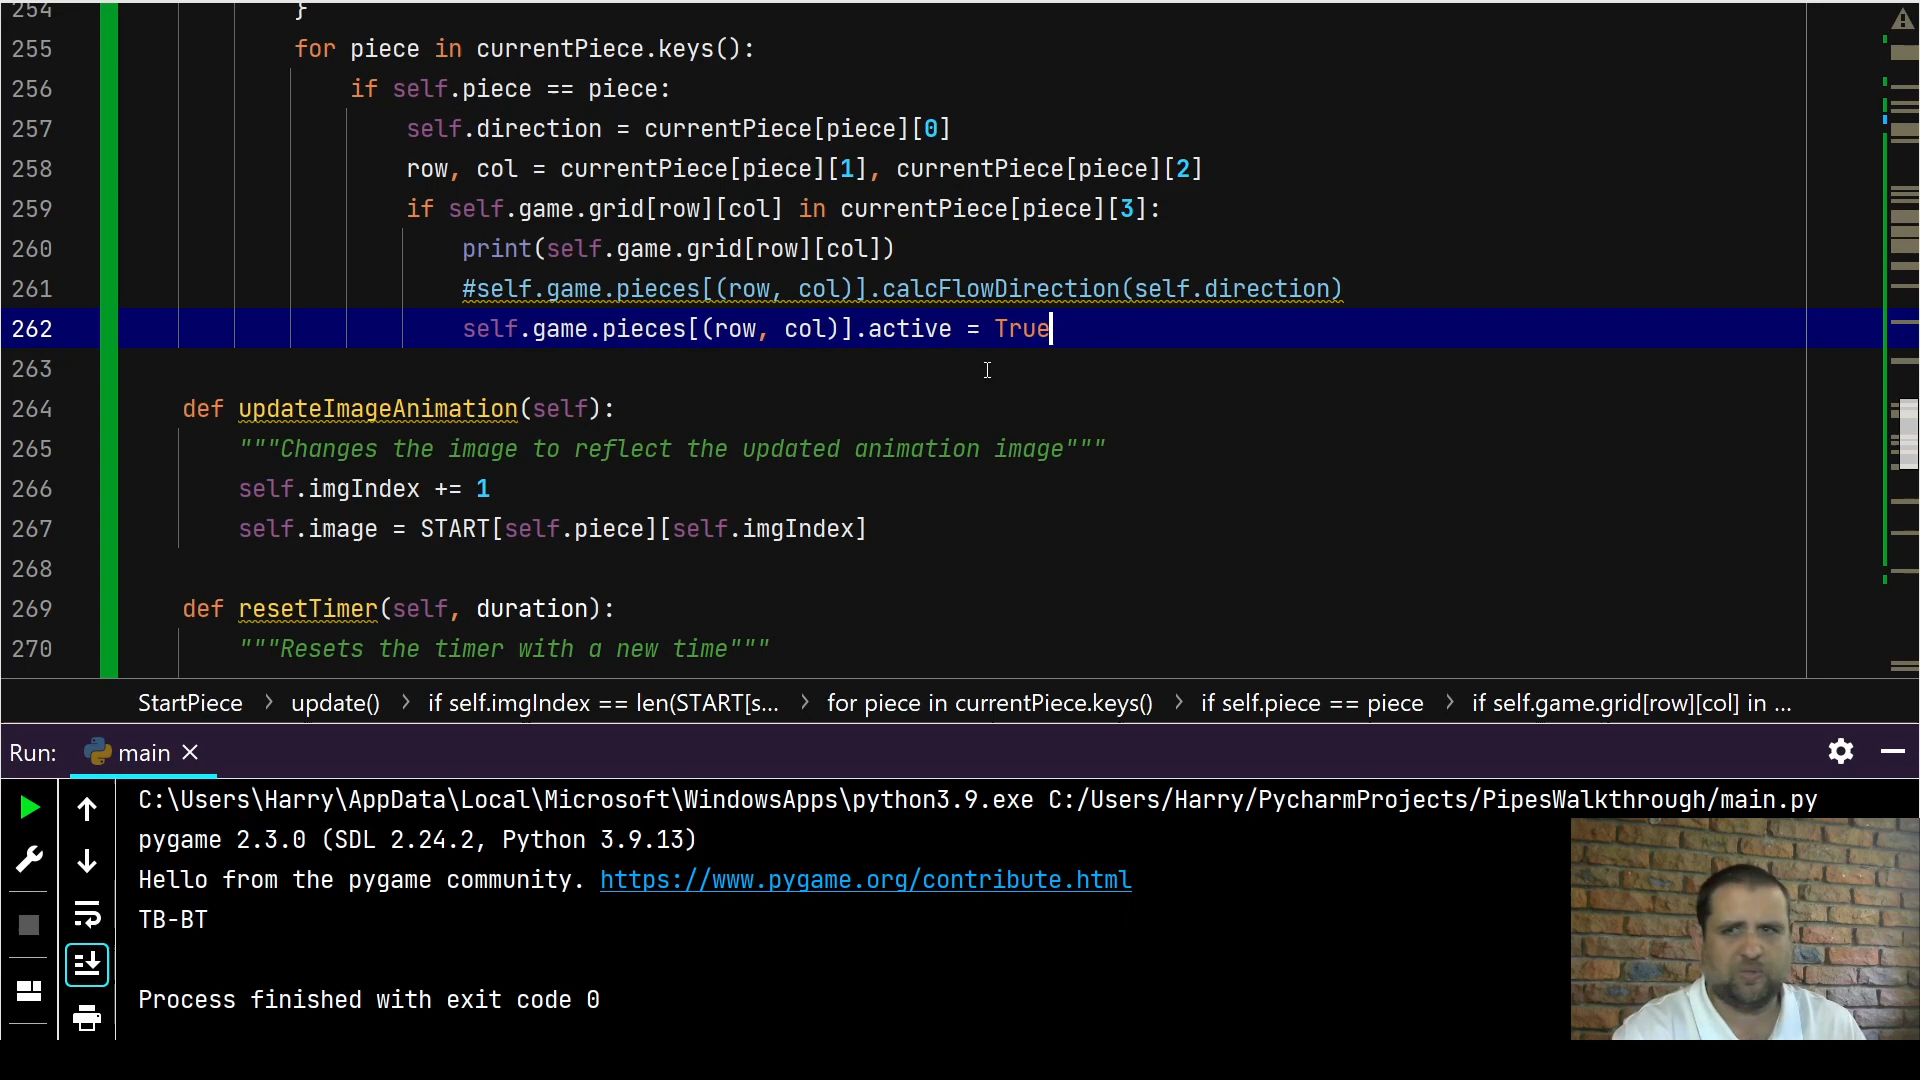 254 }
255 for piece in currentPiece.keys():
256 if self.piece == piece:
257 self.direction = currentPiece[piece][0]
258 row, col = currentPiece[piece][1], currentPiece[piece][2]
259 if self.game.grid[row][col] in currentPiece[piece][3]:
260 print(self.game.grid[row][col])
261 #self.game.pieces[(row, col)].calcFlowDirection(self.direction)
262 self.game.pieces[(row, col)].active = True
263
264 def updateImageAnimation(self):
265 """Changes the image to reflect the updated animation image"""
266 self.imgIndex += 1
267 self.image = START[self.piece][self.imgIndex]
268
269 def resetTimer(self, duration):
270 """Resets the timer with a new time"""
StartPiece > update() > if self.imgIndex == len(START[s... > for piece in currentPiece.keys() > if self.piece == piece > if self.game.grid[row][col] in ...
Run: main
C:\Users\Harry\AppData\Local\Microsoft\WindowsApps\python3.9.exe C:/Users/Harry/PycharmProjects/PipesWalkthrough/main.py
pygame 2.3.0 (SDL 2.24.2, Python 3.9.13)
Hello from the pygame community. https://www.pygame.org/contribute.html
TB-BT
Process finished with exit code 0